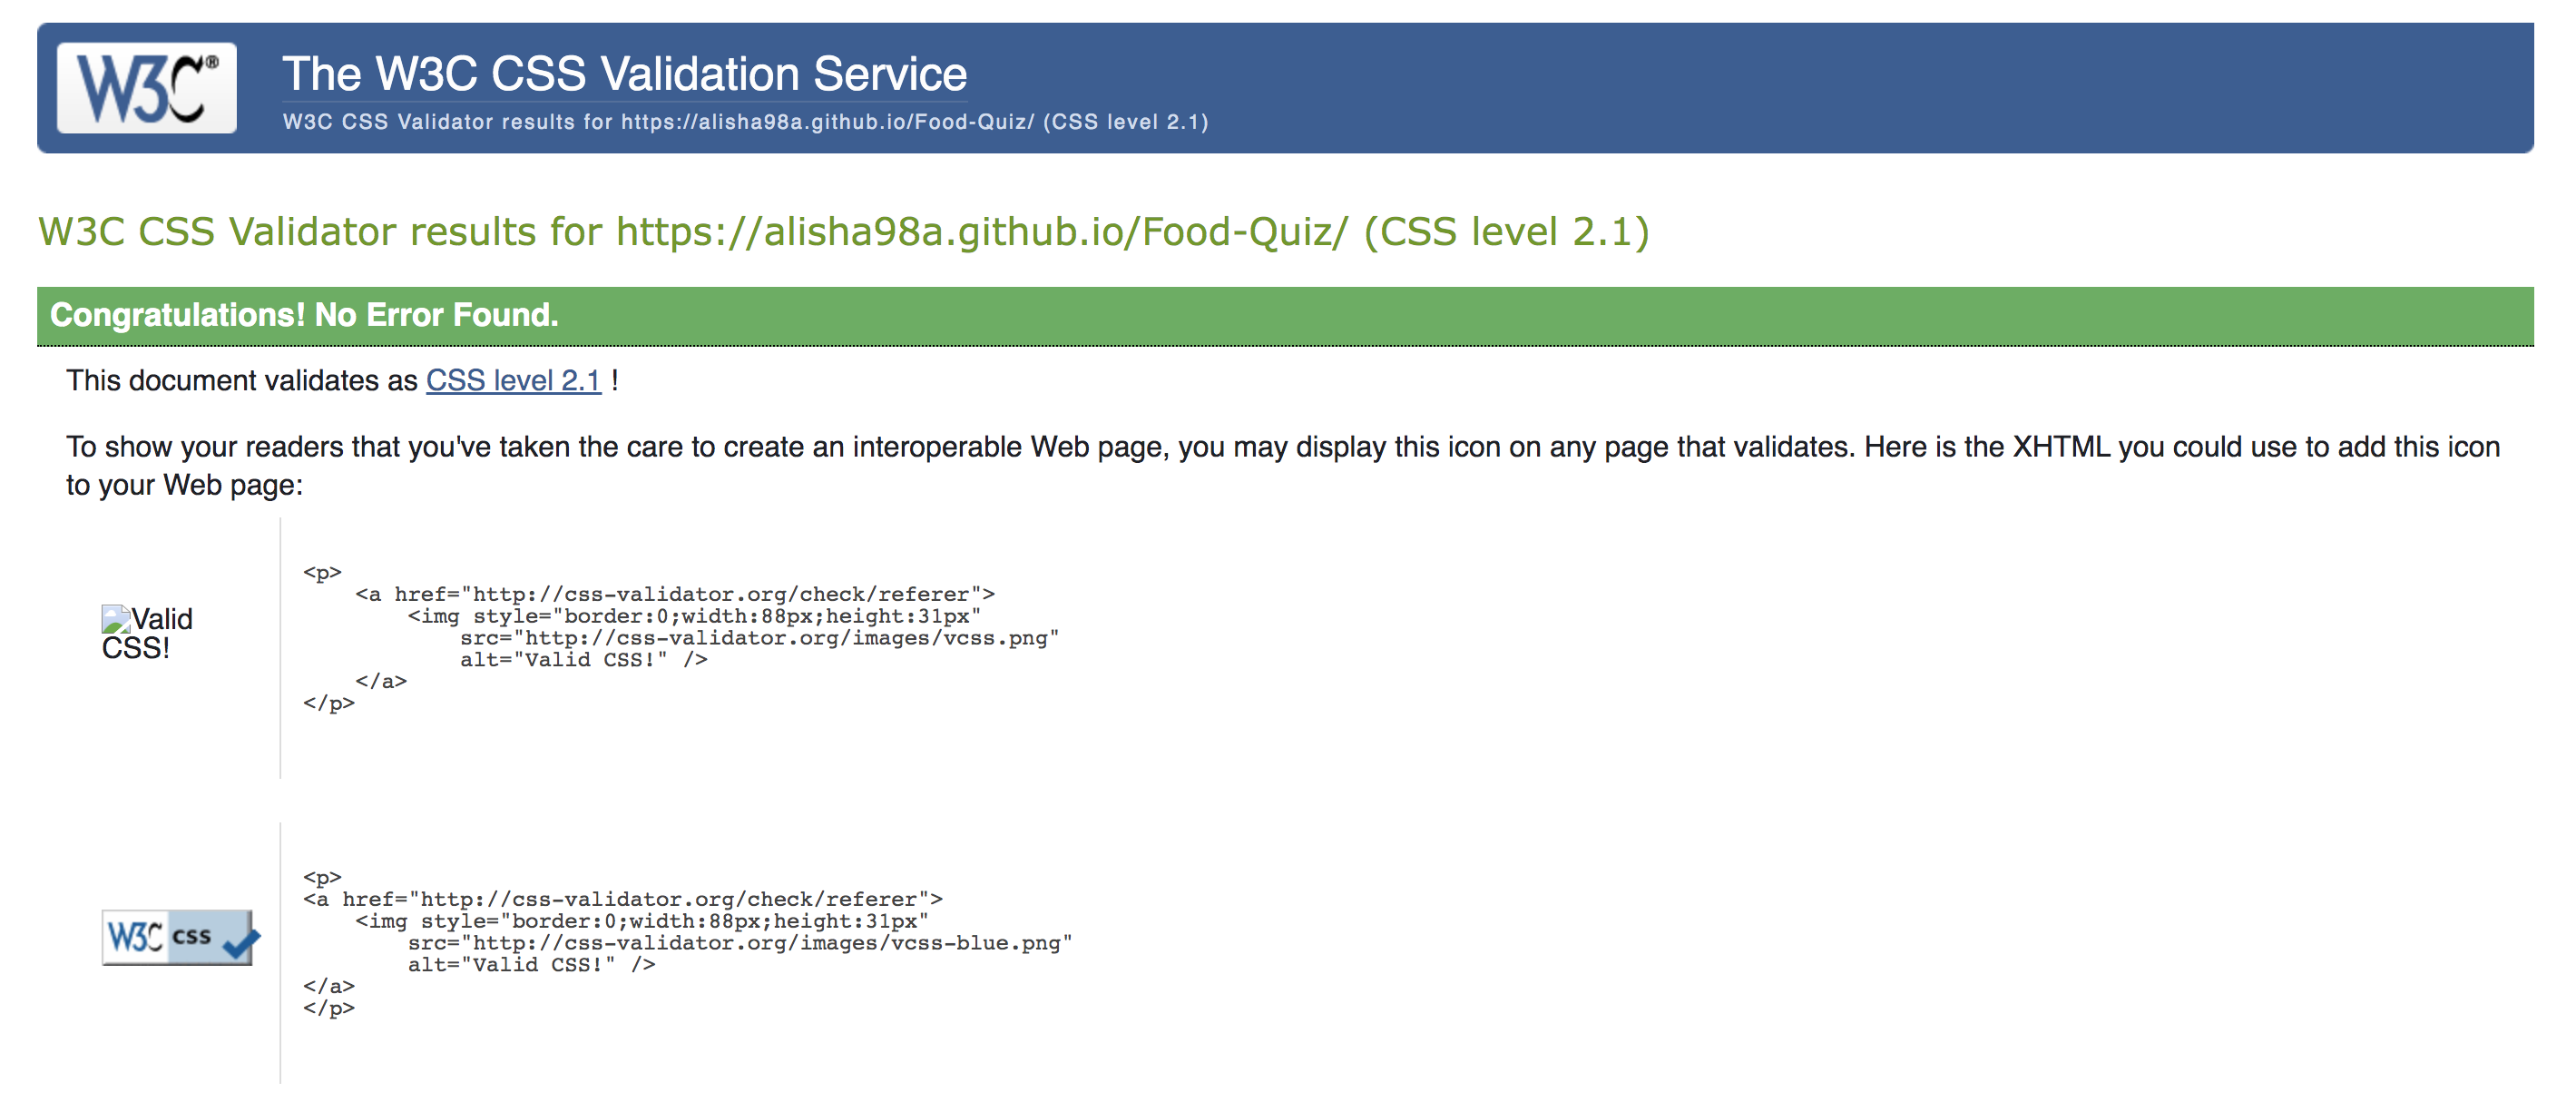 W3C®
The W3C CSS Validation Service
W3C CSS Validator results for https://alisha98a.github.io/Food-Quiz/ (CSS level 2.1)
W3C CSS Validator results for https://alisha98a.github.io/Food-Quiz/ (CSS level 2.1)
Congratulations! No Error Found.
This document validates as CSS level 2.1 !
To show your readers that you've taken the care to create an interoperable Web page, you may display this icon on any page that validates. Here is the XHTML you could use to add this icon
to your Web page:
Valid
CSS!
<p>
    <a href="http://css-validator.org/check/referer">
        <img style="border:0;width:88px;height:31px"
            src="http://css-validator.org/images/vcss.png"
            alt="Valid CSS!" />
    </a>
</p>
W3C css
<p>
<a href="http://css-validator.org/check/referer">
    <img style="border:0;width:88px;height:31px"
        src="http://css-validator.org/images/vcss-blue.png"
        alt="Valid CSS!" />
</a>
</p>